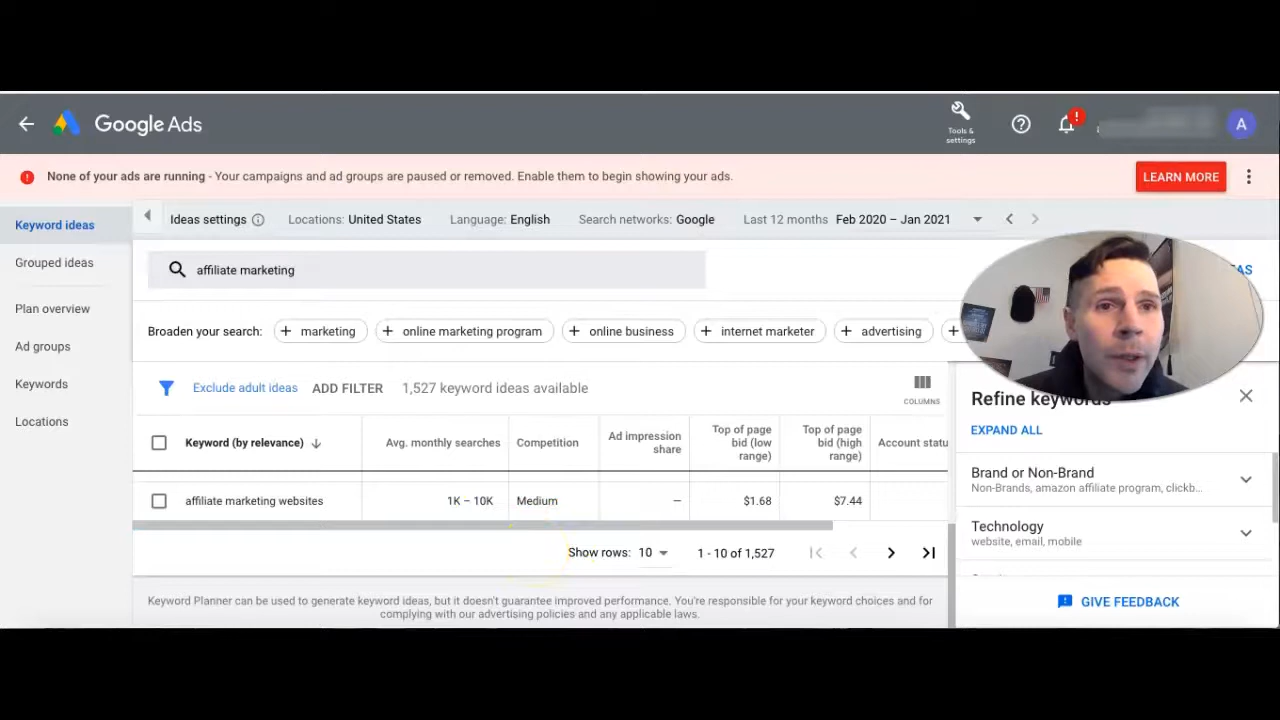 Google Ads
Tools &
settings
!
A
! None of your ads are running - Your campaigns and ad groups are paused or removed. Enable them to begin showing your ads.
LEARN MORE
Keyword ideas
Grouped ideas
Plan overview
Ad groups
Keywords
Locations
Ideas settings
Locations: United States
Language: English
Search networks: Google
Last 12 months Feb 2020 – Jan 2021
affiliate marketing
Broaden your search:
+ marketing
+ online marketing program
+ online business
+ internet marketer
+ advertising
+
Exclude adult ideas
ADD FILTER
1,527 keyword ideas available
COLUMNS
Keyword (by relevance)
Avg. monthly searches
Competition
Ad impression
share
Top of page
bid (low
range)
Top of page
bid (high
range)
Account statu
affiliate marketing websites
1K – 10K
Medium
–
$1.68
$7.44
Show rows: 10
1 - 10 of 1,527
Keyword Planner can be used to generate keyword ideas, but it doesn't guarantee improved performance. You're responsible for your keyword choices and for
complying with our advertising policies and any applicable laws.
Refine keywords
EXPAND ALL
Brand or Non-Brand
Non-Brands, amazon affiliate program, clickb...
Technology
website, email, mobile
GIVE FEEDBACK